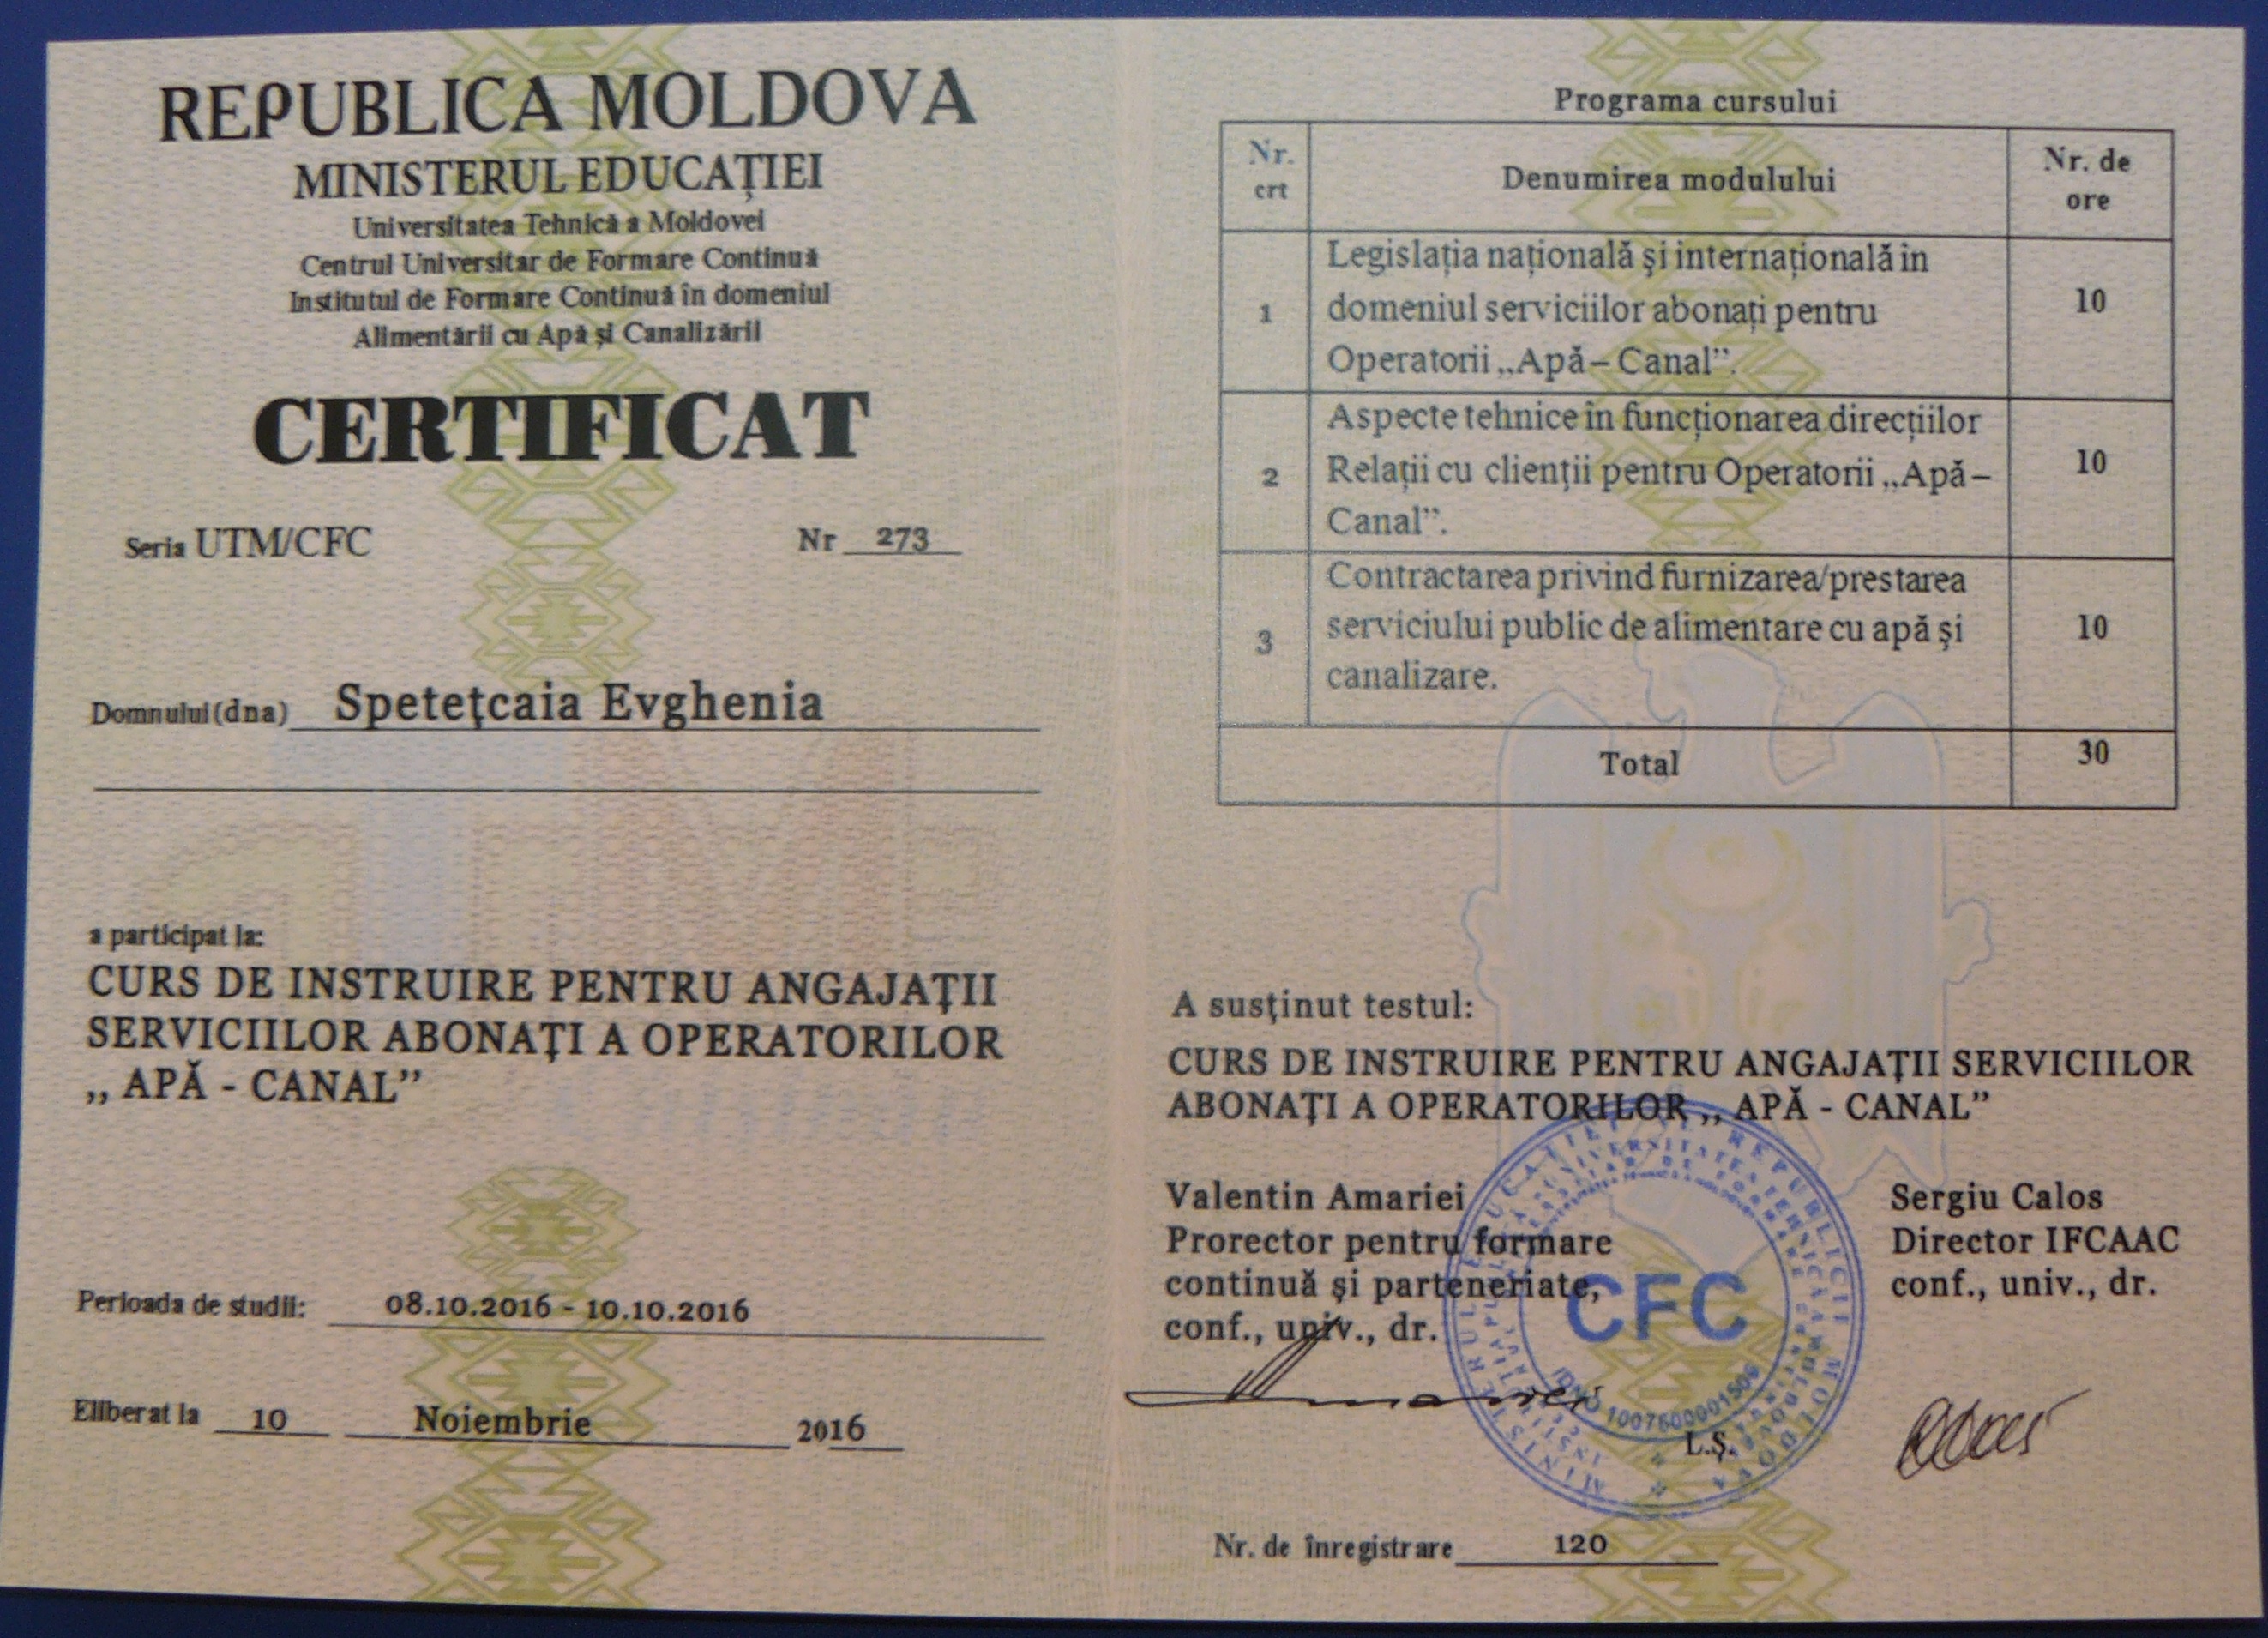 REPUBLICA MOLDOVA
MINISTERUL EDUCAȚIEI
Universitatea Tehnică a Moldovei
Centrul Universitar de Formare Continuă
Institutul de Formare Continuă în domeniul
Alimentării cu Apă și Canalizării
CERTIFICAT
Seria UTM/CFC Nr 273
Domnului (dna) Spetețcaia Evghenia
a participat la:
CURS DE INSTRUIRE PENTRU ANGAJAȚII
SERVICIILOR ABONAȚI A OPERATORILOR
„ APĂ - CANAL”
Perioada de studii: 08.10.2016 - 10.10.2016
Eliberat la 10 Noiembrie 2016
Programa cursului
Nr. crt
Denumirea modulului
Nr. de ore
1
Legislația națională și internațională in
domeniul serviciilor abonați pentru
Operatorii „Apă – Canal”.
10
2
Aspecte tehnice în funcționarea direcțiilor
Relații cu clienții pentru Operatorii „Apă –
Canal”.
10
3
Contractarea privind furnizarea/prestarea
serviciului public de alimentare cu apă și
canalizare.
10
Total 30
A susținut testul:
CURS DE INSTRUIRE PENTRU ANGAJAȚII SERVICIILOR
ABONAȚI A OPERATORILOR „ APĂ - CANAL”
Valentin Amariei
Prorector pentru formare
continuă și parteneriate,
conf., univ., dr.
Sergiu Calos
Director IFCAAC
conf., univ., dr.
CFC
L.Ș.
Nr. de înregistrare 120